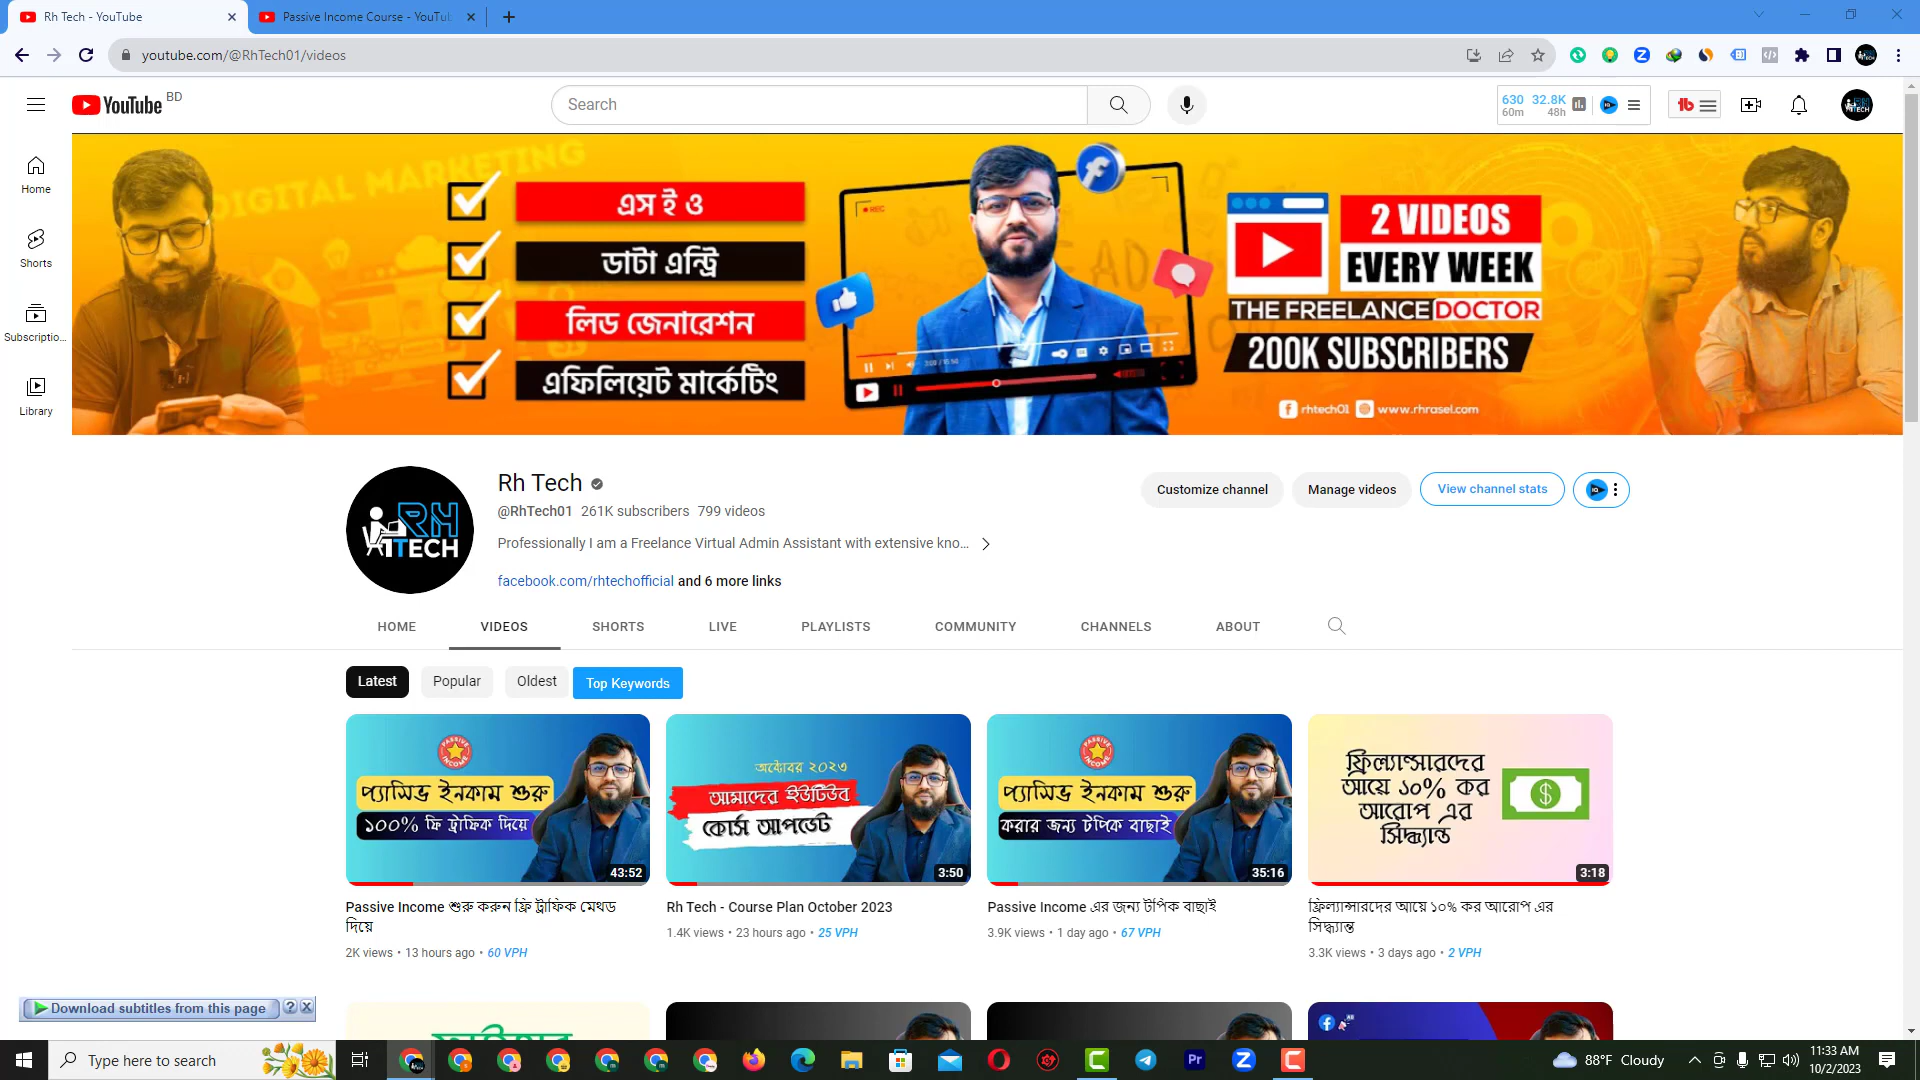 Rh Tech - YouTube
Passive Income Course - YouTub
youtube.com/@RhTech01/videos
YouTube BD
Search
630 32.8K
60m 48h
Home
Shorts
Subscriptio...
Library
DIGITAL MARKETING
এস ই ও
ডাটা এন্ট্রি
লিড জেনারেশন
এফিলিয়েট মার্কেটিং
REC
2 VIDEOS
EVERY WEEK
THE FREELANCE DOCTOR
200K SUBSCRIBERS
rhtech01 www.rhrasel.com
RH
TECH
Rh Tech
@RhTech01 261K subscribers 799 videos
Professionally I am a Freelance Virtual Admin Assistant with extensive kno...
facebook.com/rhtechofficial and 6 more links
Customize channel
Manage videos
View channel stats
HOME VIDEOS SHORTS LIVE PLAYLISTS COMMUNITY CHANNELS ABOUT
Latest Popular Oldest Top Keywords
PASSIVE INCOME
প্যাসিভ ইনকাম শুরু
১০০% ফি ট্রাফিক দিয়ে
43:52
অক্টোবর ২০২৩
আমাদের ইউটিউব
কোর্স আপডেট
3:50
PASSIVE INCOME
প্যাসিভ ইনকাম শুরু
করার জন্য টপিক বাছাই
35:16
ফ্রিল্যান্সারদের
আয়ে ১০% কর
আরোপ এর
সিদ্ধ্যান্ত
3:18
Passive Income শুরু করুন ফ্রি ট্রাফিক মেথড
দিয়ে
2K views • 13 hours ago • 60 VPH
Rh Tech - Course Plan October 2023
1.4K views • 23 hours ago • 25 VPH
Passive Income এর জন্য টপিক বাছাই
3.9K views • 1 day ago • 67 VPH
ফ্রিল্যান্সারদের আয়ে ১০% কর আরোপ এর
সিদ্ধ্যান্ত
3.3K views • 3 days ago • 2 VPH
Download subtitles from this page
Type here to search
88°F Cloudy
11:33 AM
10/2/2023